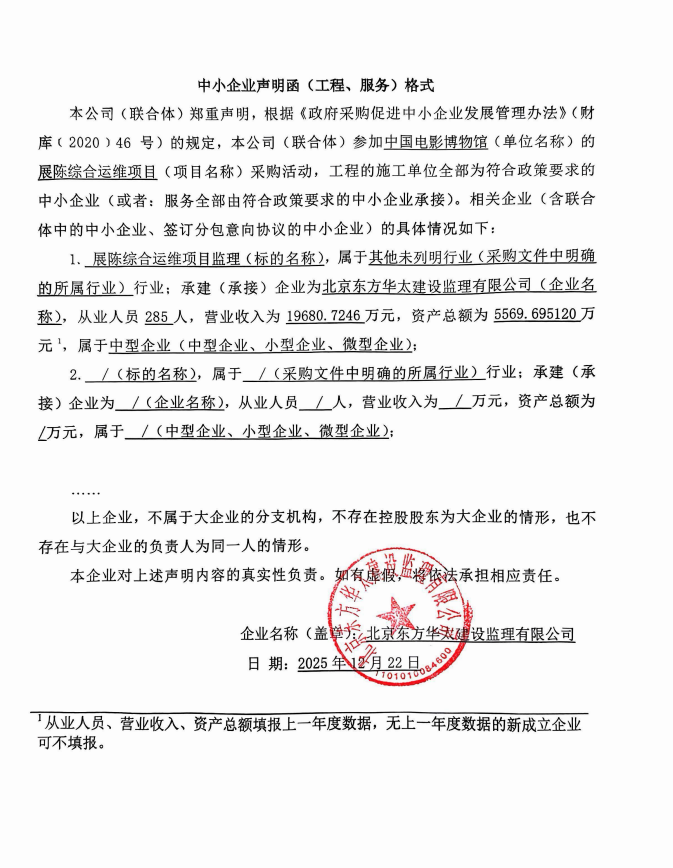 中小企业声明函（工程、服务）格式
本公司（联合体）郑重声明，根据《政府采购促进中小企业发展管理办法》（财
库﹝2020﹞46 号）的规定，本公司（联合体）参加中国电影博物馆（单位名称）的
展陈综合运维项目（项目名称）采购活动，工程的施工单位全部为符合政策要求的
中小企业（或者：服务全部由符合政策要求的中小企业承接）。相关企业（含联合
体中的中小企业、签订分包意向协议的中小企业）的具体情况如下：
1. 展陈综合运维项目监理（标的名称），属于其他未列明行业（采购文件中明确
的所属行业）行业；承建（承接）企业为北京东方华太建设监理有限公司（企业名
称），从业人员 285 人，营业收入为 19680.7246 万元，资产总额为 5569.695120 万
元¹，属于中型企业（中型企业、小型企业、微型企业）；
2. /（标的名称），属于 /（采购文件中明确的所属行业）行业；承建（承
接）企业为 /（企业名称），从业人员 / 人，营业收入为 / 万元，资产总额为
/万元，属于 /（中型企业、小型企业、微型企业）；
……
以上企业，不属于大企业的分支机构，不存在控股股东为大企业的情形，也不
存在与大企业的负责人为同一人的情形。
本企业对上述声明内容的真实性负责。如有虚假，将依法承担相应责任。
企业名称（盖章）：北京东方华太建设监理有限公司
日 期：2025 年 12 月 22 日
北京东方华太建设监理有限公司
1101010084600
¹从业人员、营业收入、资产总额填报上一年度数据，无上一年度数据的新成立企业
可不填报。